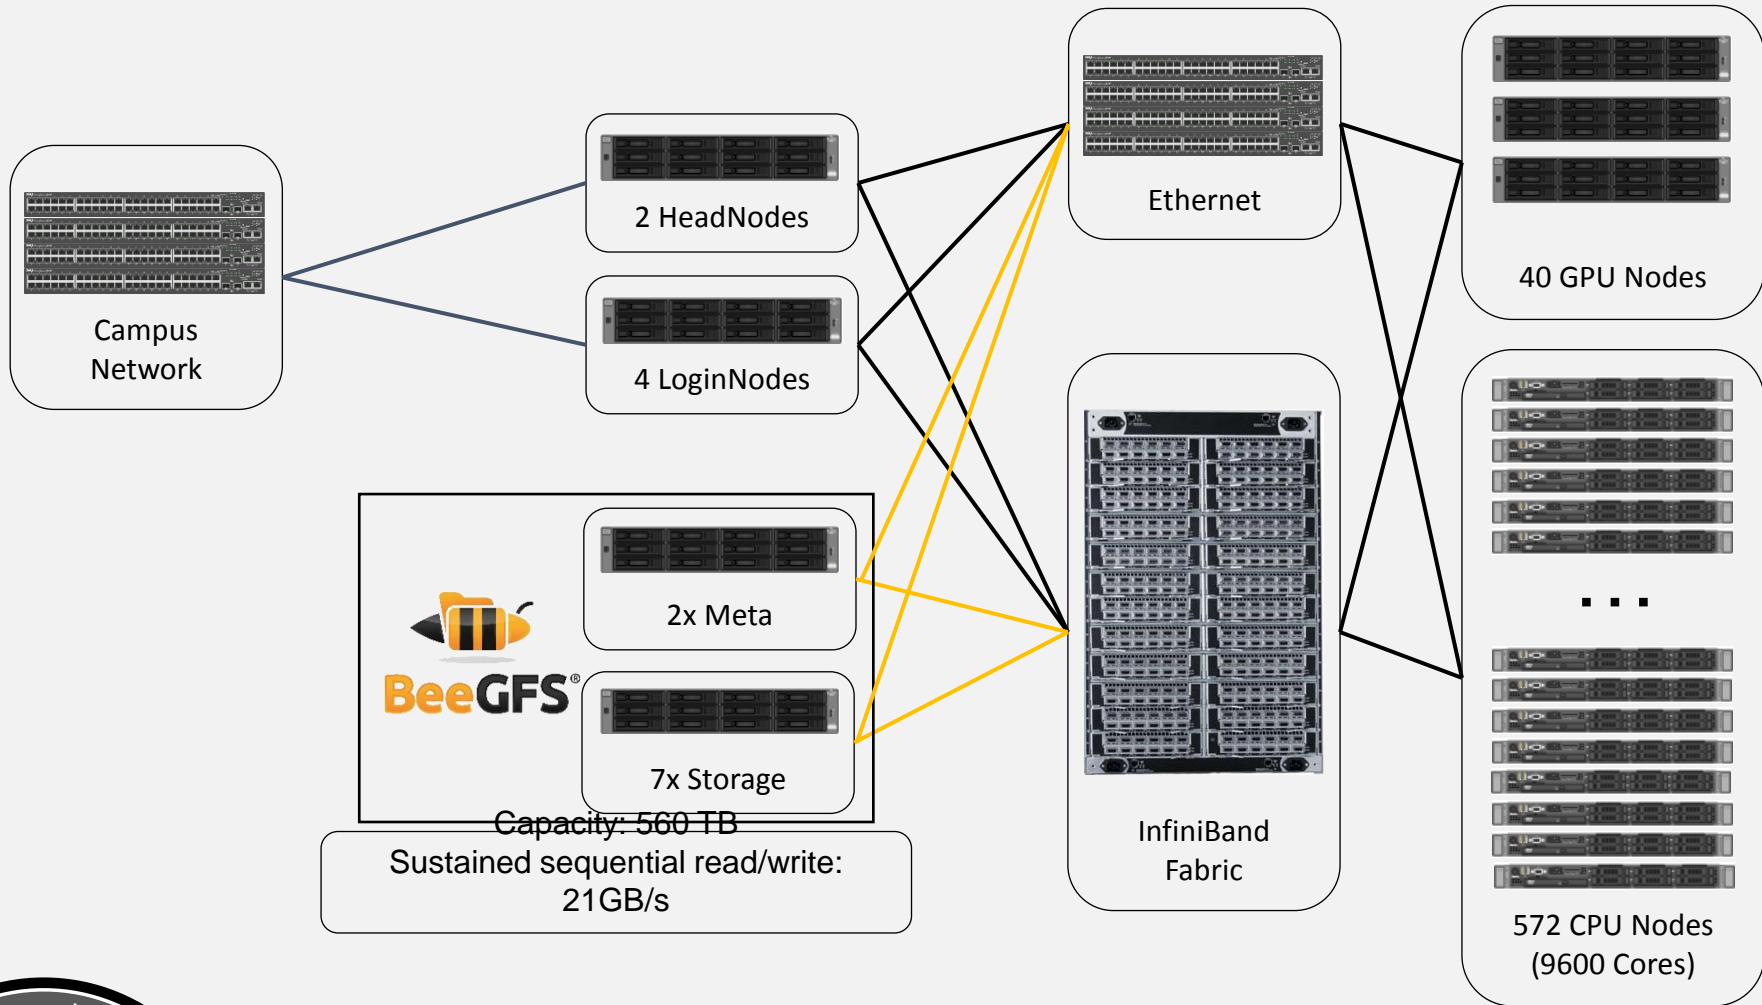 Campus
Network
2 HeadNodes
4 LoginNodes
BeeGFS®
2x Meta
7x Storage
Capacity: 560 TB
Sustained sequential read/write:
21GB/s
Ethernet
InfiniBand
Fabric
40 GPU Nodes
...
572 CPU Nodes
(9600 Cores)